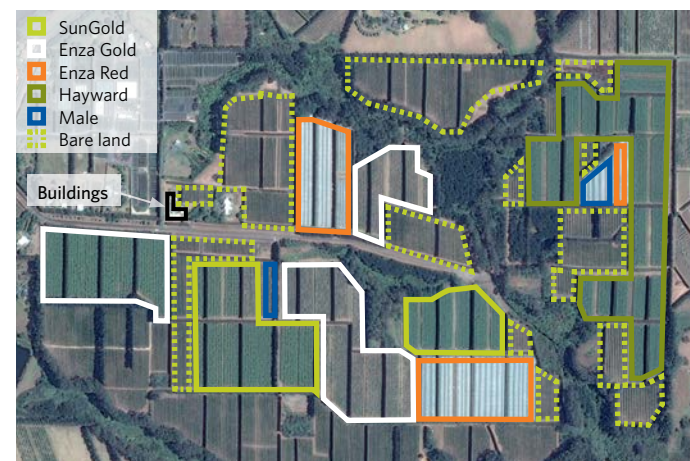 SunGold
Enza Gold
Enza Red
Hayward
Male
Bare land
Buildings